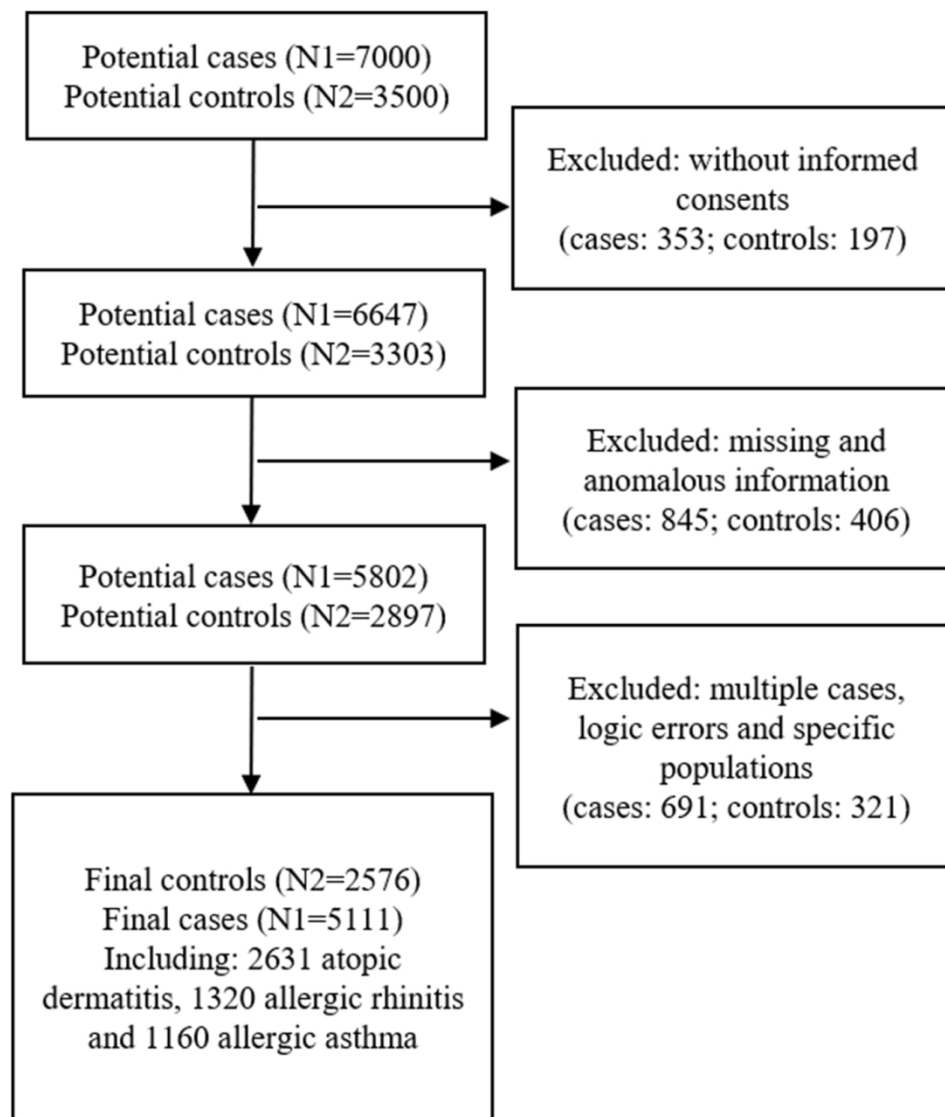 Potential cases (N1=7000)
Potential controls (N2=3500)
Excluded: without informed
consents
(cases: 353; controls: 197)
Potential cases (N1=6647)
Potential controls (N2=3303)
Excluded: missing and
anomalous information
(cases: 845; controls: 406)
Potential cases (N1=5802)
Potential controls (N2=2897)
Excluded: multiple cases,
logic errors and specific
populations
(cases: 691; controls: 321)
Final controls (N2=2576)
Final cases (N1=5111)
Including: 2631 atopic
dermatitis, 1320 allergic rhinitis
and 1160 allergic asthma